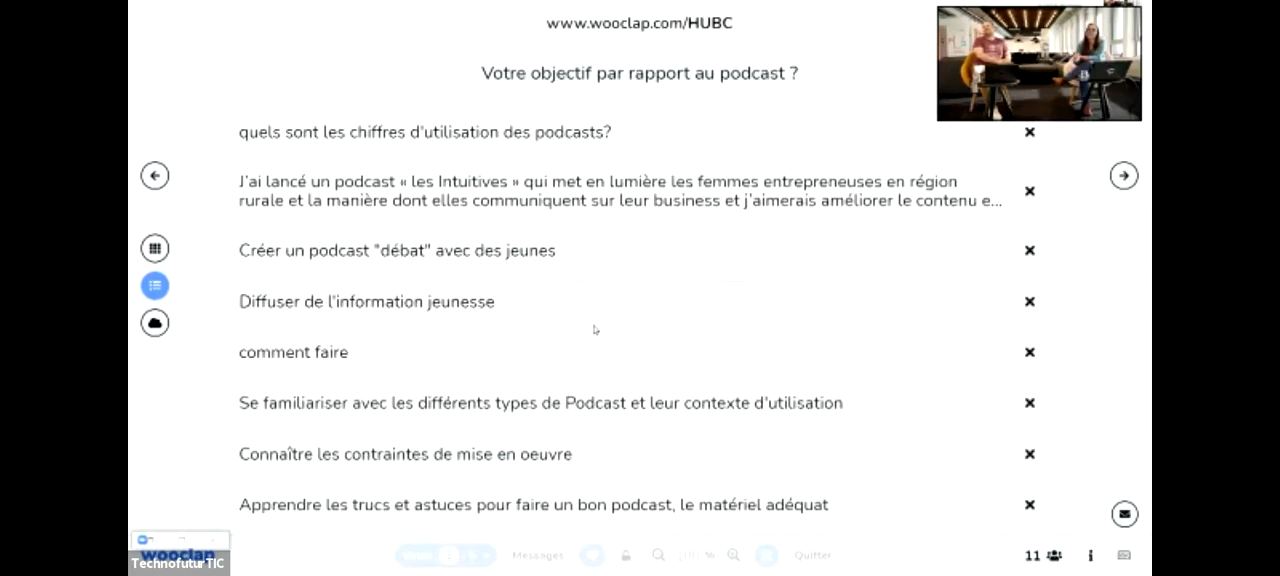 www.wooclap.com/HUBC
Votre objectif par rapport au podcast ?
quels sont les chiffres d'utilisation des podcasts?
J'ai lancé un podcast « les Intuitives » qui met en lumière les femmes entrepreneuses en région
rurale et la manière dont elles communiquent sur leur business et j'aimerais améliorer le contenu e...
Créer un podcast "débat" avec des jeunes
Diffuser de l'information jeunesse
comment faire
Se familiariser avec les différents types de Podcast et leur contexte d'utilisation
Connaître les contraintes de mise en oeuvre
Apprendre les trucs et astuces pour faire un bon podcast, le matériel adéquat
wooclap
Messages
Quitter
11
TechnofuturTIC